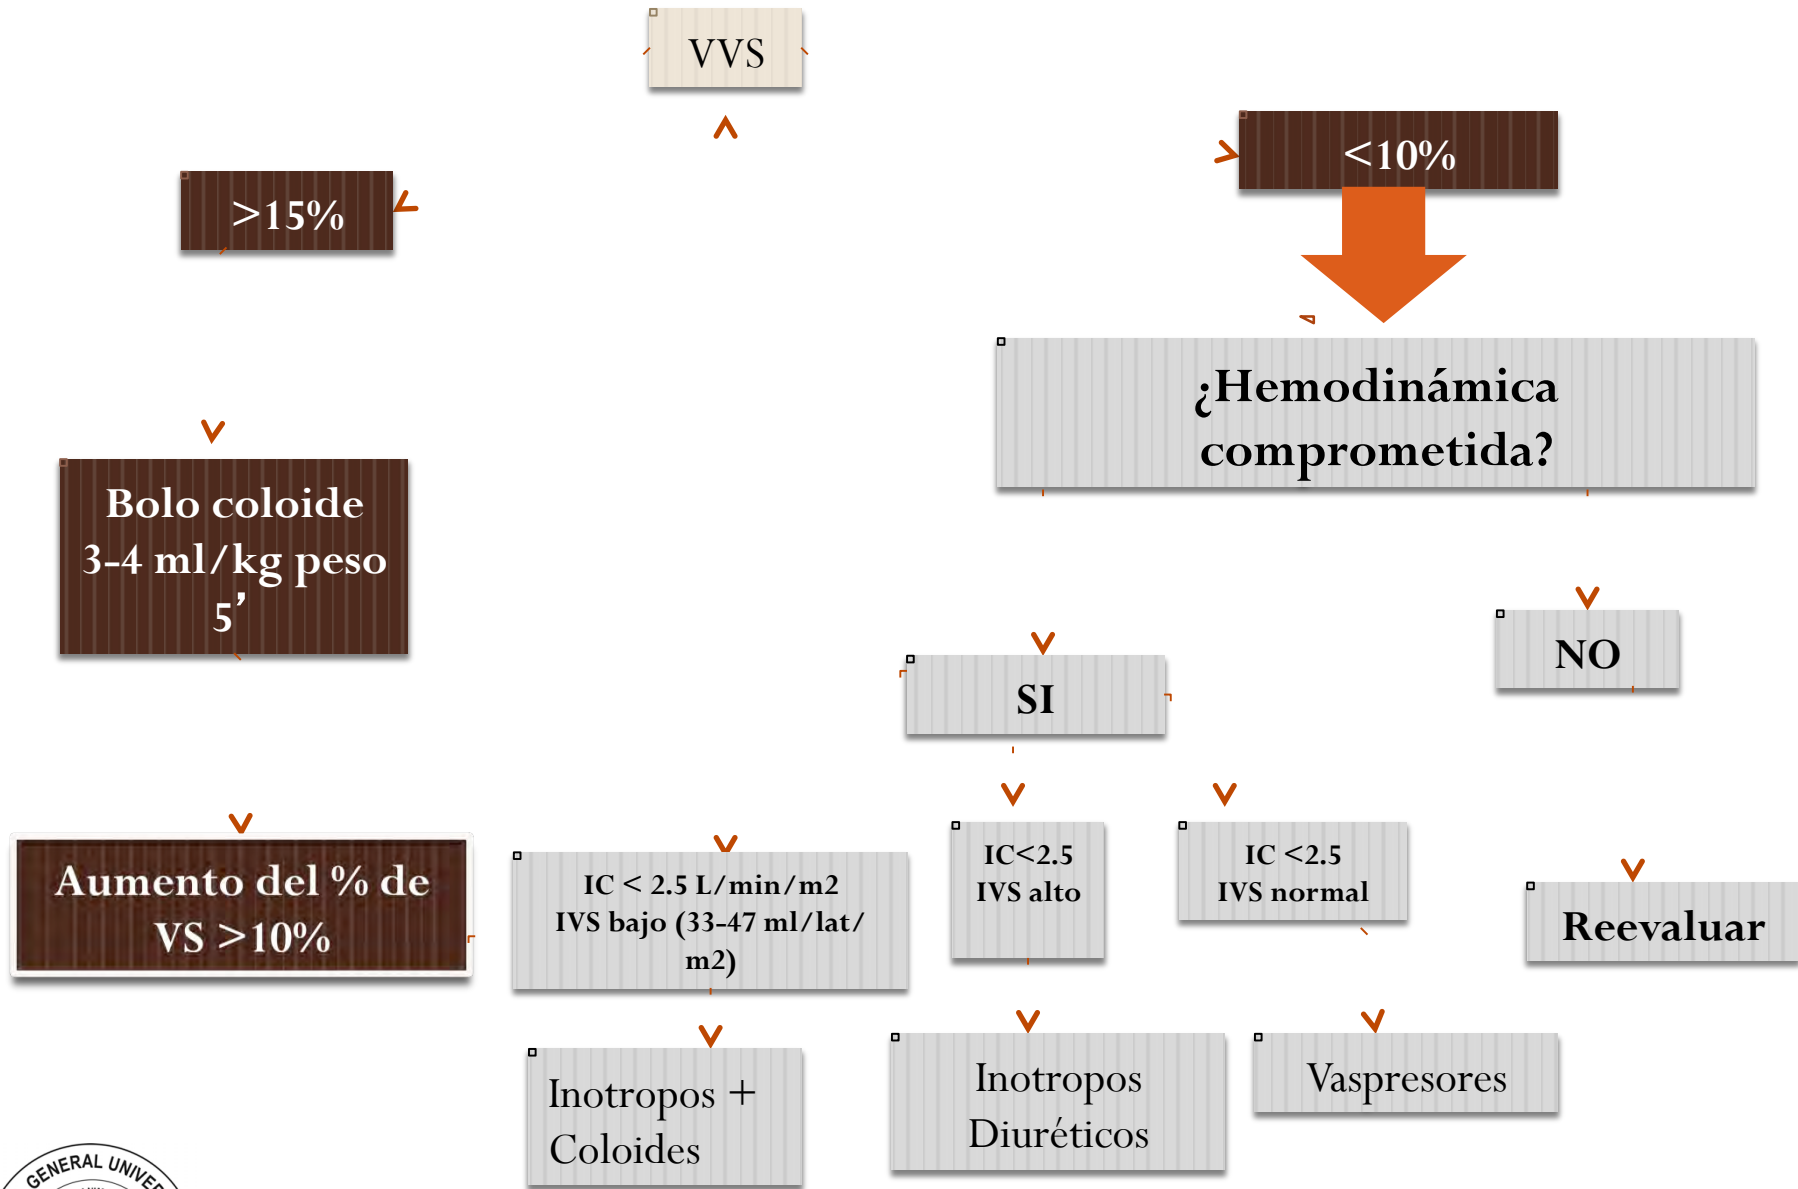 VVS
<10%
>15%
¿Hemodinámica
comprometida?
Bolo coloide
3-4 ml/kg peso
5’
NO
SI
Aumento del % de
VS >10%
IC < 2.5 L/min/m2
IVS bajo (33-47 ml/lat/
m2)
IC<2.5
IVS alto
IC <2.5
IVS normal
Reevaluar
Inotropos +
Coloides
Inotropos
Diuréticos
Vaspresores
GENERAL